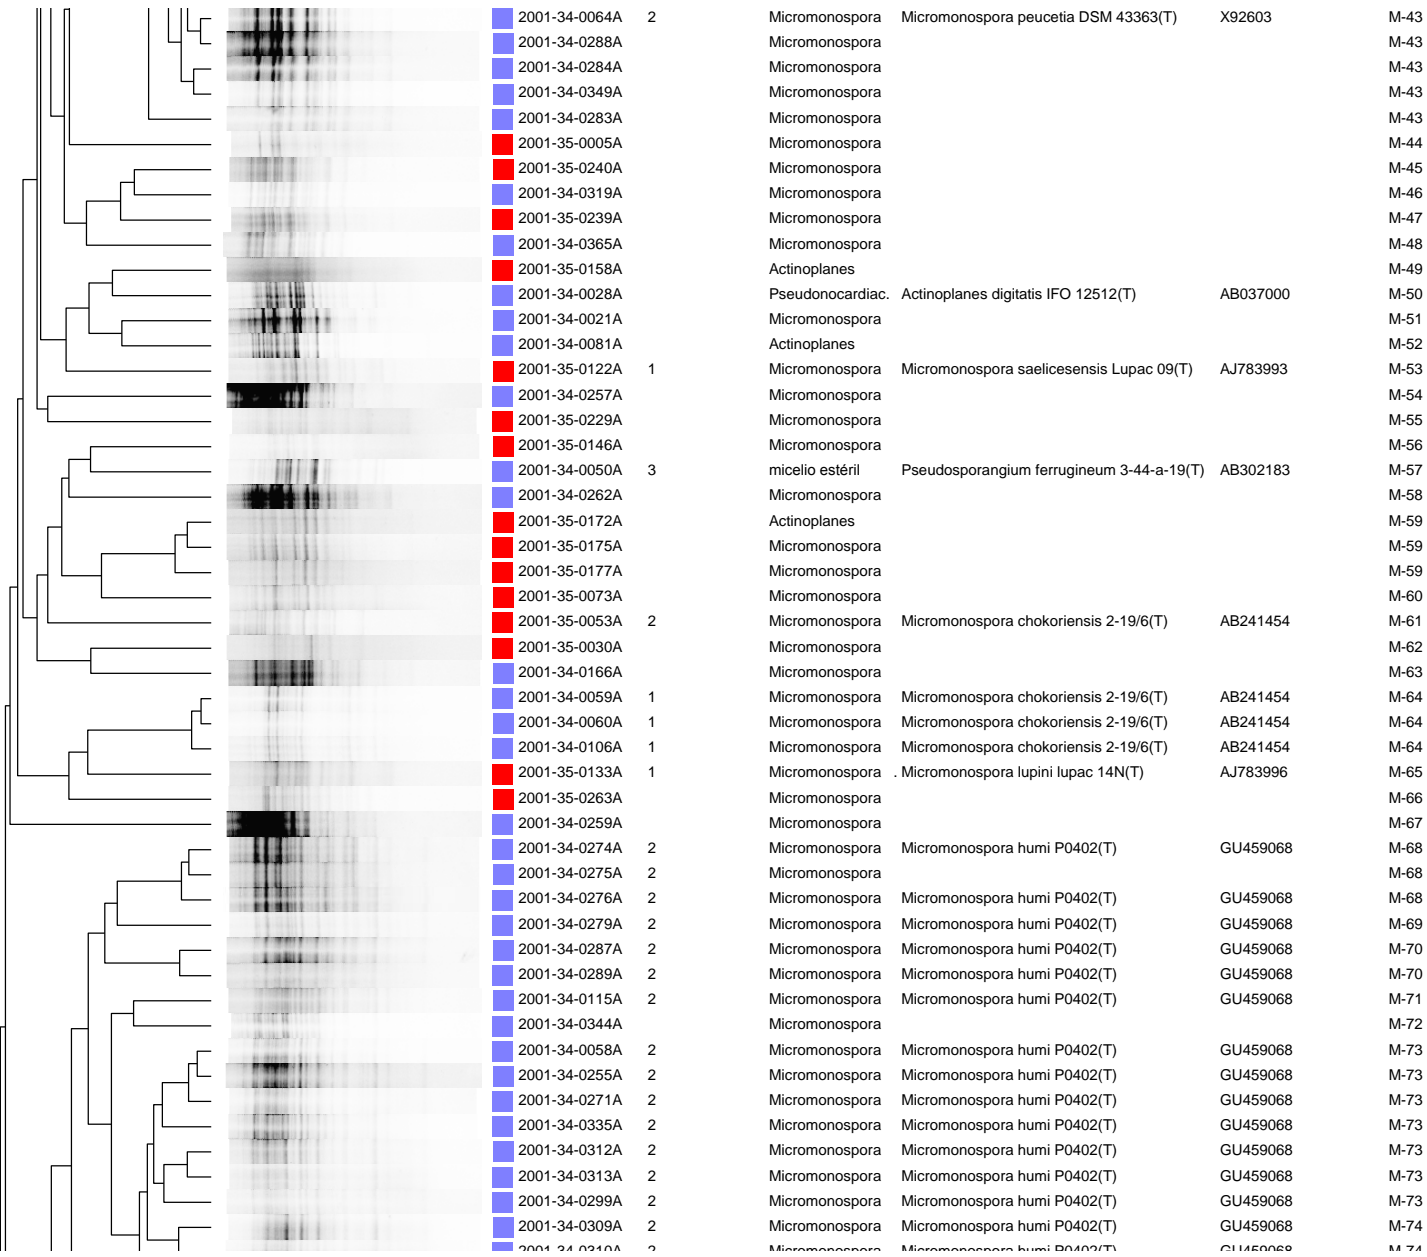 2001-34-0064A 2 Micromonospora Micromonospora peucetia DSM 43363(T) X92603 M-43
2001-34-0288A Micromonospora M-43
2001-34-0284A Micromonospora M-43
2001-34-0349A Micromonospora M-43
2001-34-0283A Micromonospora M-43
2001-35-0005A Micromonospora M-44
2001-35-0240A Micromonospora M-45
2001-34-0319A Micromonospora M-46
2001-35-0239A Micromonospora M-47
2001-34-0365A Micromonospora M-48
2001-35-0158A Actinoplanes M-49
2001-34-0028A Pseudonocardiac. Actinoplanes digitatis IFO 12512(T) AB037000 M-50
2001-34-0021A Micromonospora M-51
2001-34-0081A Actinoplanes M-52
2001-35-0122A 1 Micromonospora Micromonospora saelicesensis Lupac 09(T) AJ783993 M-53
2001-34-0257A Micromonospora M-54
2001-35-0229A Micromonospora M-55
2001-35-0146A Micromonospora M-56
2001-34-0050A 3 micelio estéril Pseudosporangium ferrugineum 3-44-a-19(T) AB302183 M-57
2001-34-0262A Micromonospora M-58
2001-35-0172A Actinoplanes M-59
2001-35-0175A Micromonospora M-59
2001-35-0177A Micromonospora M-59
2001-35-0073A Micromonospora M-60
2001-35-0053A 2 Micromonospora Micromonospora chokoriensis 2-19/6(T) AB241454 M-61
2001-35-0030A Micromonospora M-62
2001-34-0166A Micromonospora M-63
2001-34-0059A 1 Micromonospora Micromonospora chokoriensis 2-19/6(T) AB241454 M-64
2001-34-0060A 1 Micromonospora Micromonospora chokoriensis 2-19/6(T) AB241454 M-64
2001-34-0106A 1 Micromonospora Micromonospora chokoriensis 2-19/6(T) AB241454 M-64
2001-35-0133A 1 Micromonospora . Micromonospora lupini lupac 14N(T) AJ783996 M-65
2001-35-0263A Micromonospora M-66
2001-34-0259A Micromonospora M-67
2001-34-0274A 2 Micromonospora Micromonospora humi P0402(T) GU459068 M-68
2001-34-0275A 2 Micromonospora M-68
2001-34-0276A 2 Micromonospora Micromonospora humi P0402(T) GU459068 M-68
2001-34-0279A 2 Micromonospora Micromonospora humi P0402(T) GU459068 M-69
2001-34-0287A 2 Micromonospora Micromonospora humi P0402(T) GU459068 M-70
2001-34-0289A 2 Micromonospora Micromonospora humi P0402(T) GU459068 M-70
2001-34-0115A 2 Micromonospora Micromonospora humi P0402(T) GU459068 M-71
2001-34-0344A Micromonospora M-72
2001-34-0058A 2 Micromonospora Micromonospora humi P0402(T) GU459068 M-73
2001-34-0255A 2 Micromonospora Micromonospora humi P0402(T) GU459068 M-73
2001-34-0271A 2 Micromonospora Micromonospora humi P0402(T) GU459068 M-73
2001-34-0335A 2 Micromonospora Micromonospora humi P0402(T) GU459068 M-73
2001-34-0312A 2 Micromonospora Micromonospora humi P0402(T) GU459068 M-73
2001-34-0313A 2 Micromonospora Micromonospora humi P0402(T) GU459068 M-73
2001-34-0299A 2 Micromonospora Micromonospora humi P0402(T) GU459068 M-73
2001-34-0309A 2 Micromonospora Micromonospora humi P0402(T) GU459068 M-74
2001-34-0310A 2 Micromonospora Micromonospora humi P0402(T) GU459068 M-74